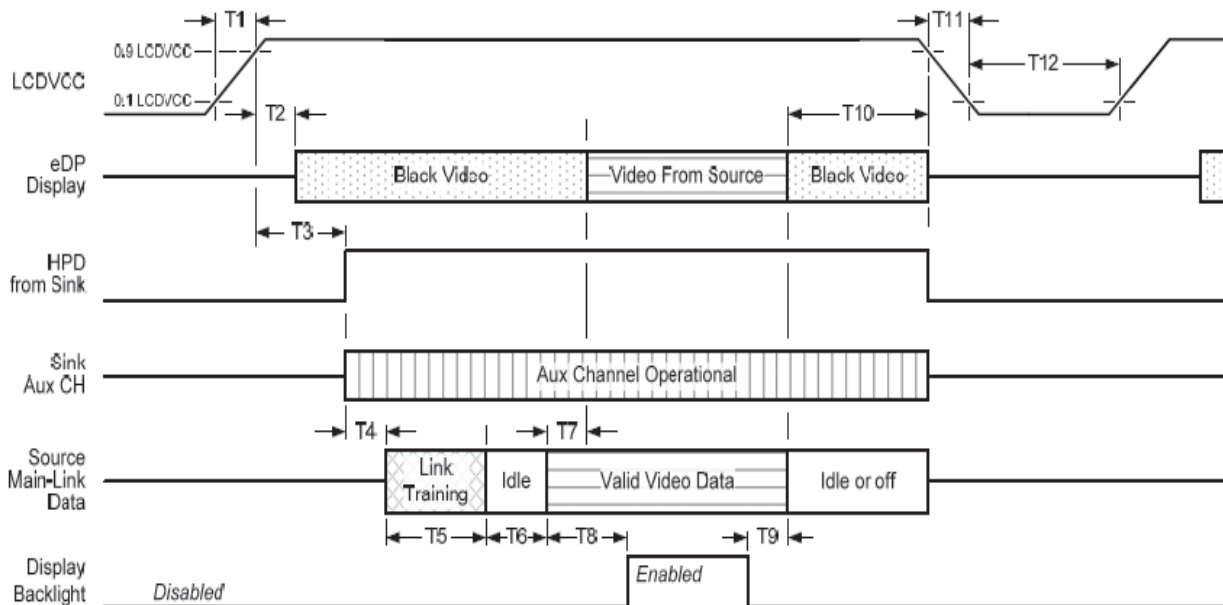 T1
T11
0.9 LCDVCC
LCDVCC
T12
0.1 LCDVCC
T2
T10
eDP
Display
Black Video
Video From Source
Black Video
T3
HPD
from Sink
Sink
Aux CH
Aux Channel Operational
T4
T7
Source
Main-Link
Data
Link
Training
Idle
Valid Video Data
Idle or off
T5
T6
T8
T9
Display
Backlight
Disabled
Enabled